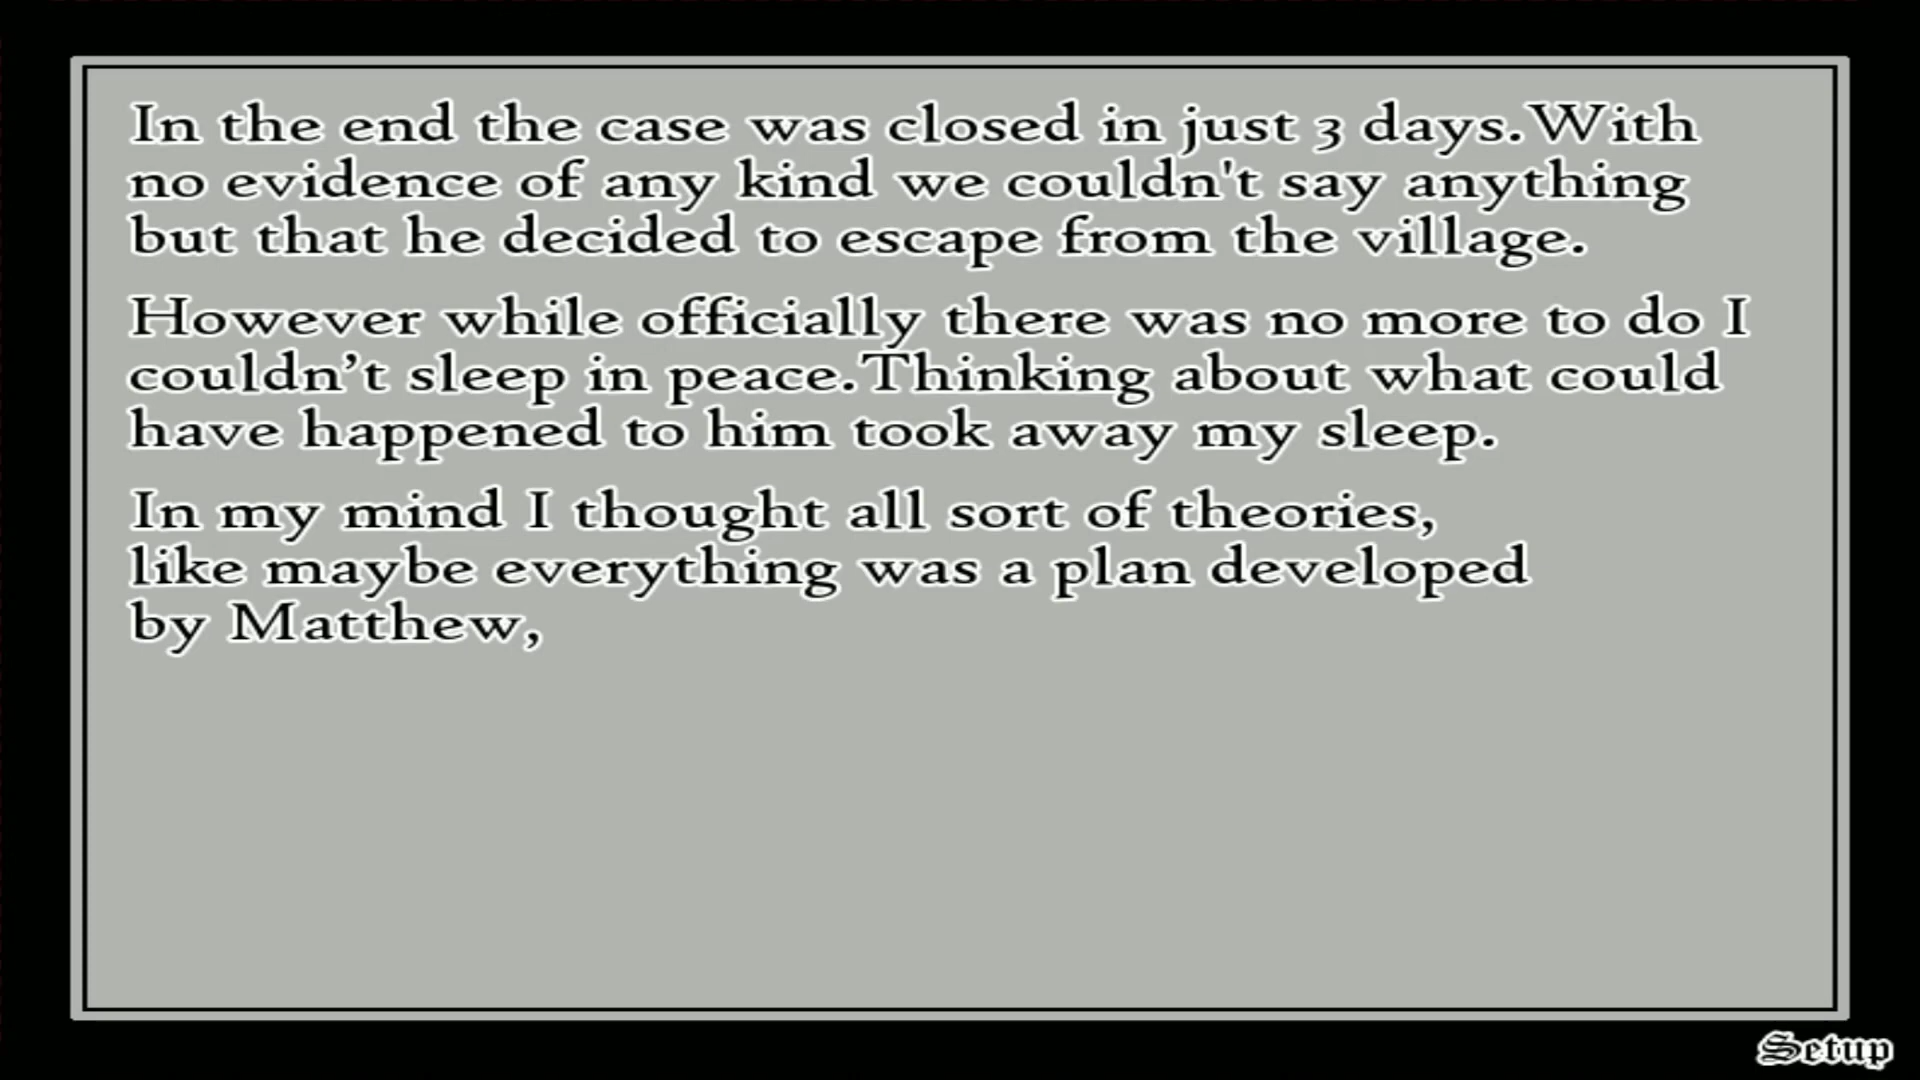 In the end the case was closed in just 3 days. With
no evidence of any kind we couldn't say anything
but that he decided to escape from the village.
However while officially there was no more to do I
couldn’t sleep in peace. Thinking about what could
have happened to him took away my sleep.
In my mind I thought all sort of theories,
like maybe everything was a plan developed
by Matthew,
Setup